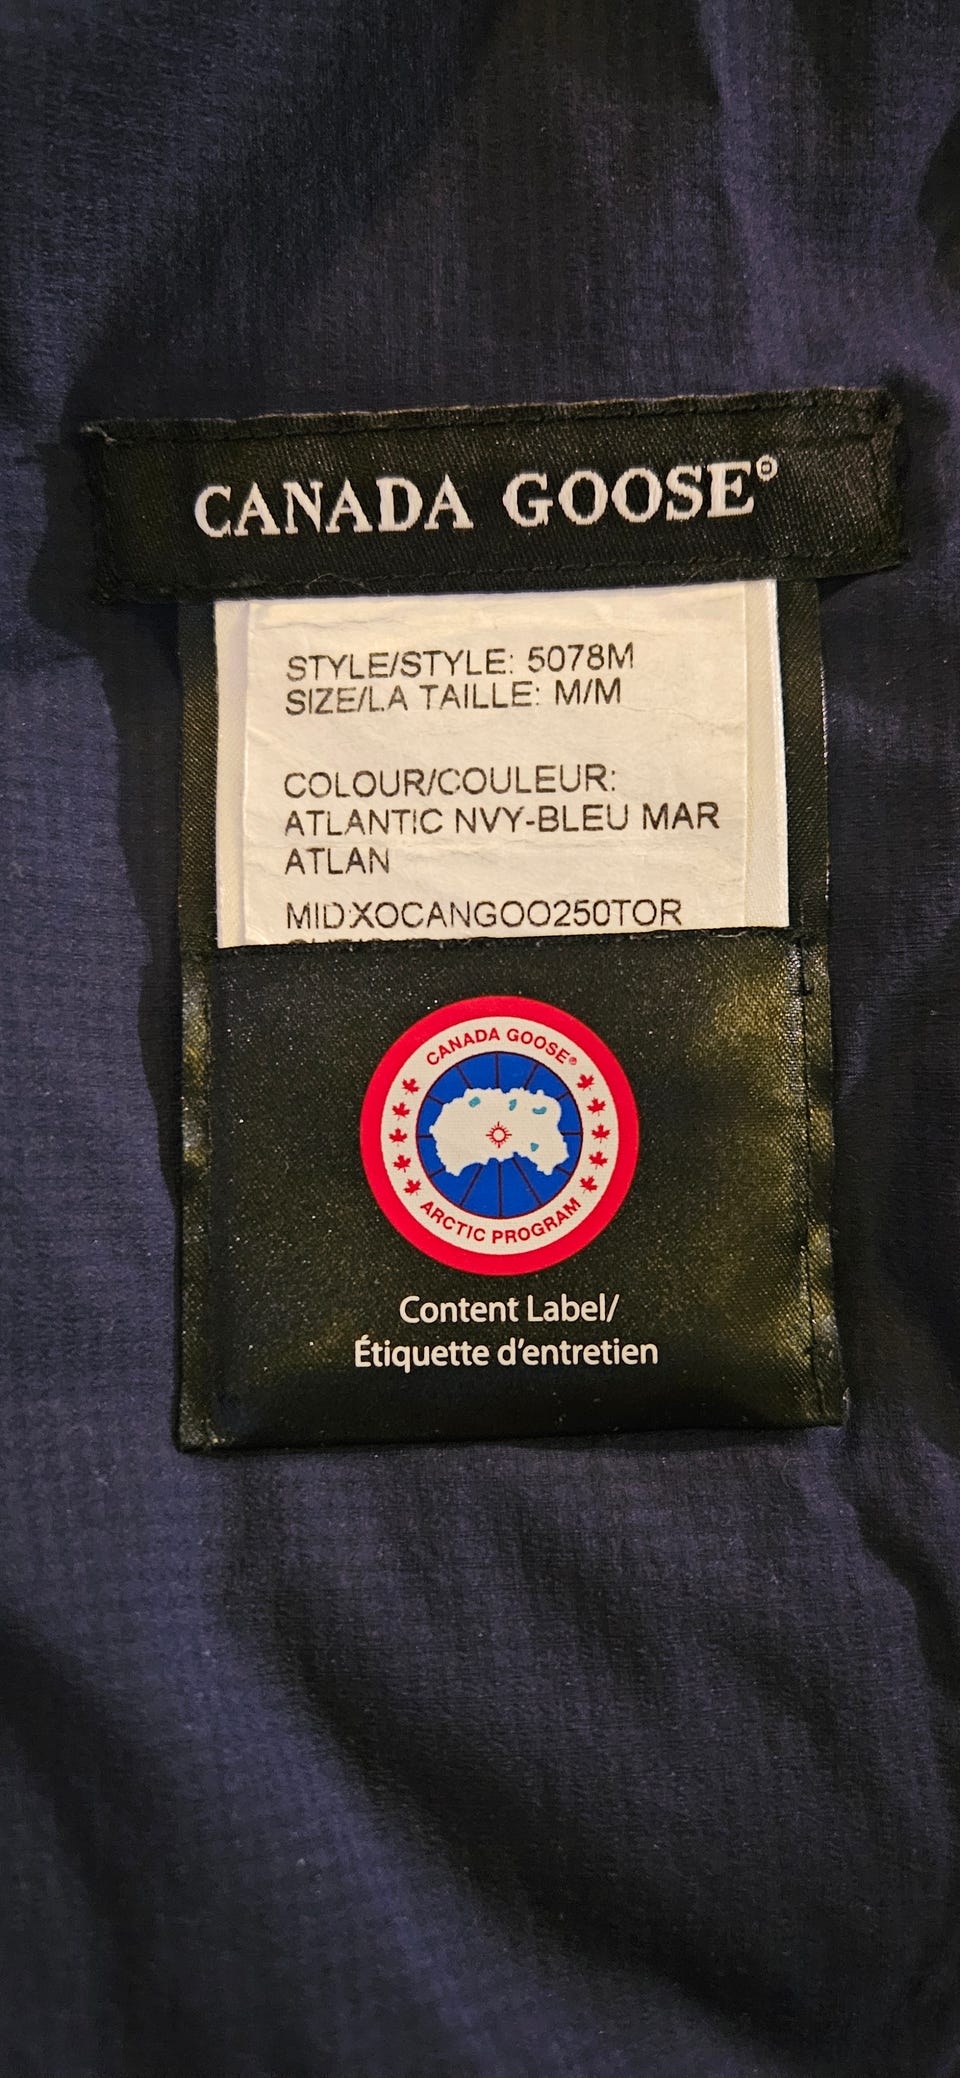 CANADA GOOSE®
STYLE/STYLE: 5078M
SIZE/LA TAILLE: M/M
COLOUR/COULEUR:
ATLANTIC NVY-BLEU MAR
ATLAN
MIDXOCANGOO250TOR
CANADA GOOSE®
ARCTIC PROGRAM
Content Label/
Étiquette d'entretien